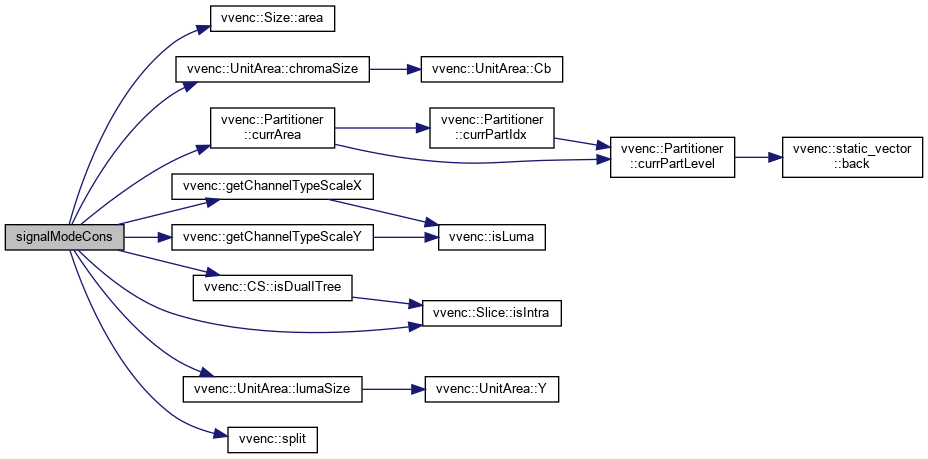 vvenc::Size::area
vvenc::UnitArea::chromaSize
vvenc::UnitArea::Cb
vvenc::Partitioner
::currArea
vvenc::Partitioner
::currPartIdx
vvenc::Partitioner
::currPartLevel
vvenc::static_vector
::back
vvenc::getChannelTypeScaleX
signalModeCons
vvenc::getChannelTypeScaleY
vvenc::isLuma
vvenc::CS::isDualITree
vvenc::Slice::isIntra
vvenc::UnitArea::lumaSize
vvenc::UnitArea::Y
vvenc::split